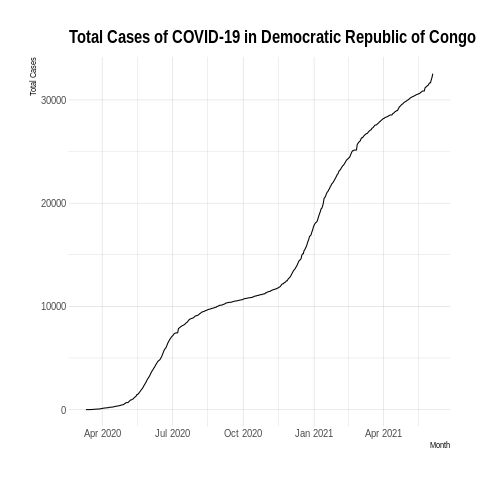 Total Cases of COVID-19 in Democratic Republic of Congo
Total Cases
30000
20000
10000
0
Apr 2020 Jul 2020 Oct 2020 Jan 2021 Apr 2021
Month